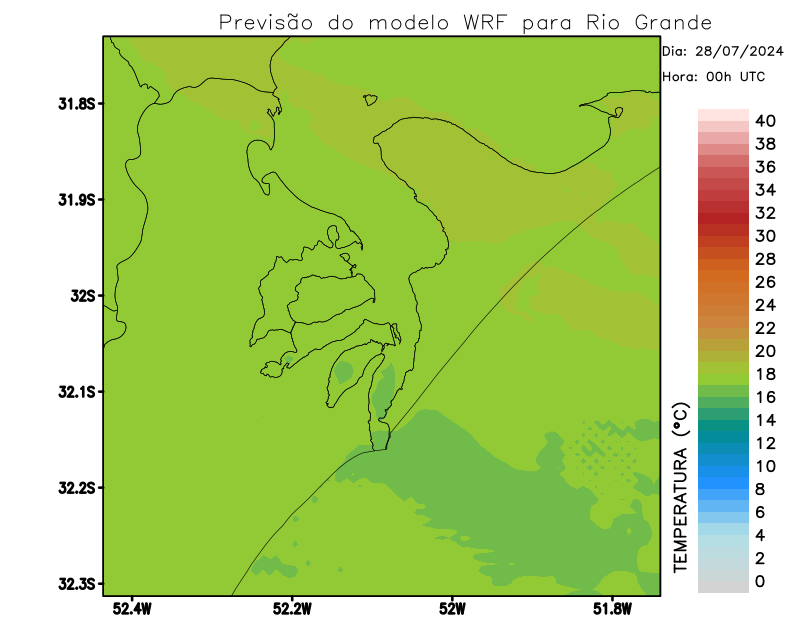 Previsão do modelo WRF para Rio Grande
Dia: 28/07/2024
Hora: 00h UTC
31.8S
31.9S
32S
32.1S
32.2S
32.3S
52.4W
52.2W
52W
51.8W
40
38
36
34
32
30
28
26
24
22
20
18
16
14
12
10
8
6
4
2
0
TEMPERATURA (°C)